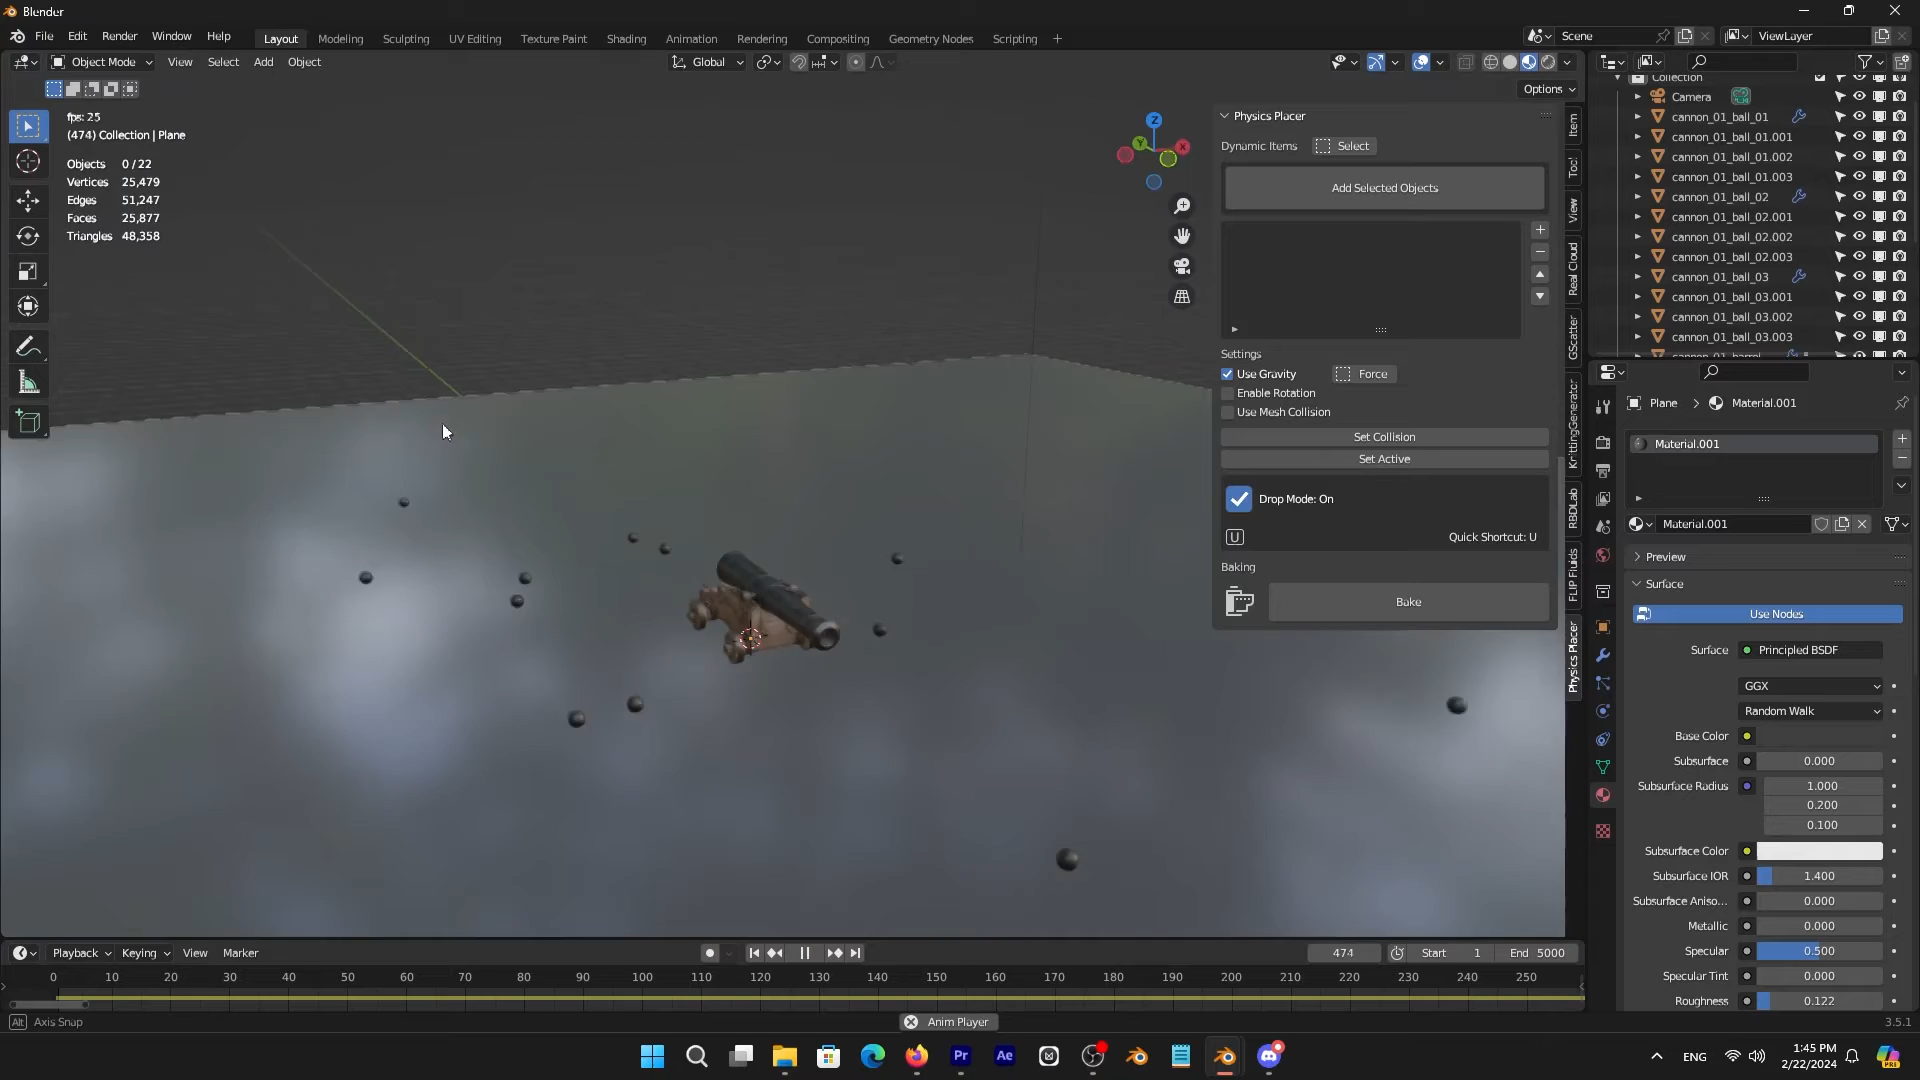 Blender
File Edit Render Window Help
Layout Modeling Sculpting UV Editing Texture Paint Shading Animation Rendering Compositing Geometry Nodes Scripting +
Scene
ViewLayer
Object Mode View Select Add Object
Global
Options
fps: 25
(474) Collection | Plane
Objects 0/22
Vertices 25,479
Edges 51,247
Faces 25,877
Triangles 48,358
Z
Y
X
Physics Placer
Dynamic Items Select
Add Selected Objects
Settings
Use Gravity Force
Enable Rotation
Use Mesh Collision
Set Collision
Set Active
Drop Mode: On
U Quick Shortcut: U
Baking
Bake
Item
Tool
View
Real Cloud
GScatter
KnittingGenerator
RBDLab
FLIP Fluids
Physics Placer
Collection
Camera
cannon_01_ball_01
cannon_01_ball_01.001
cannon_01_ball_01.002
cannon_01_ball_01.003
cannon_01_ball_02
cannon_01_ball_02.001
cannon_01_ball_02.002
cannon_01_ball_02.003
cannon_01_ball_03
cannon_01_ball_03.001
cannon_01_ball_03.002
cannon_01_ball_03.003
cannon_01_barrel
Plane > Material.001
Material.001
Material.001
Preview
Surface
Use Nodes
Surface Principled BSDF
GGX
Random Walk
Base Color
Subsurface 0.000
Subsurface Radius 1.000
0.200
0.100
Subsurface Color
Subsurface IOR 1.400
Subsurface Aniso... 0.000
Metallic 0.000
Specular 0.500
Specular Tint 0.000
Roughness 0.122
Playback Keying View Marker
474 Start 1 End 5000
0 10 20 30 40 50 60 70 80 90 100 110 120 130 140 150 160 170 180 190 200 210 220 230 240 250
Alt Axis Snap
Anim Player
3.5.1
Pr
Ae
ENG
1:45 PM
2/22/2024
PRE